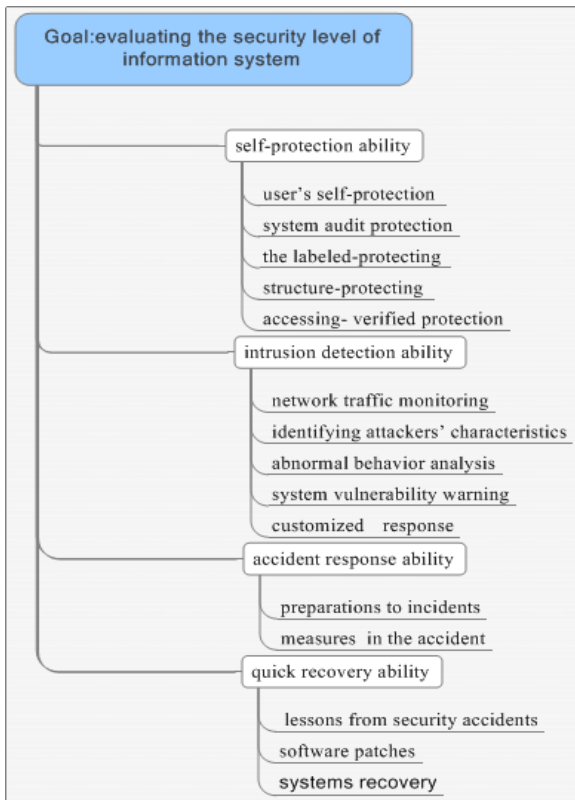 Goal:evaluating the security level of
information system
self-protection ability
user's self-protection
system audit protection
the labeled-protecting
structure-protecting
accessing- verified protection
intrusion detection ability
network traffic monitoring
identifying attackers' characteristics
abnormal behavior analysis
system vulnerability warning
customized response
accident response ability
preparations to incidents
measures in the accident
quick recovery ability
lessons from security accidents
software patches
systems recovery